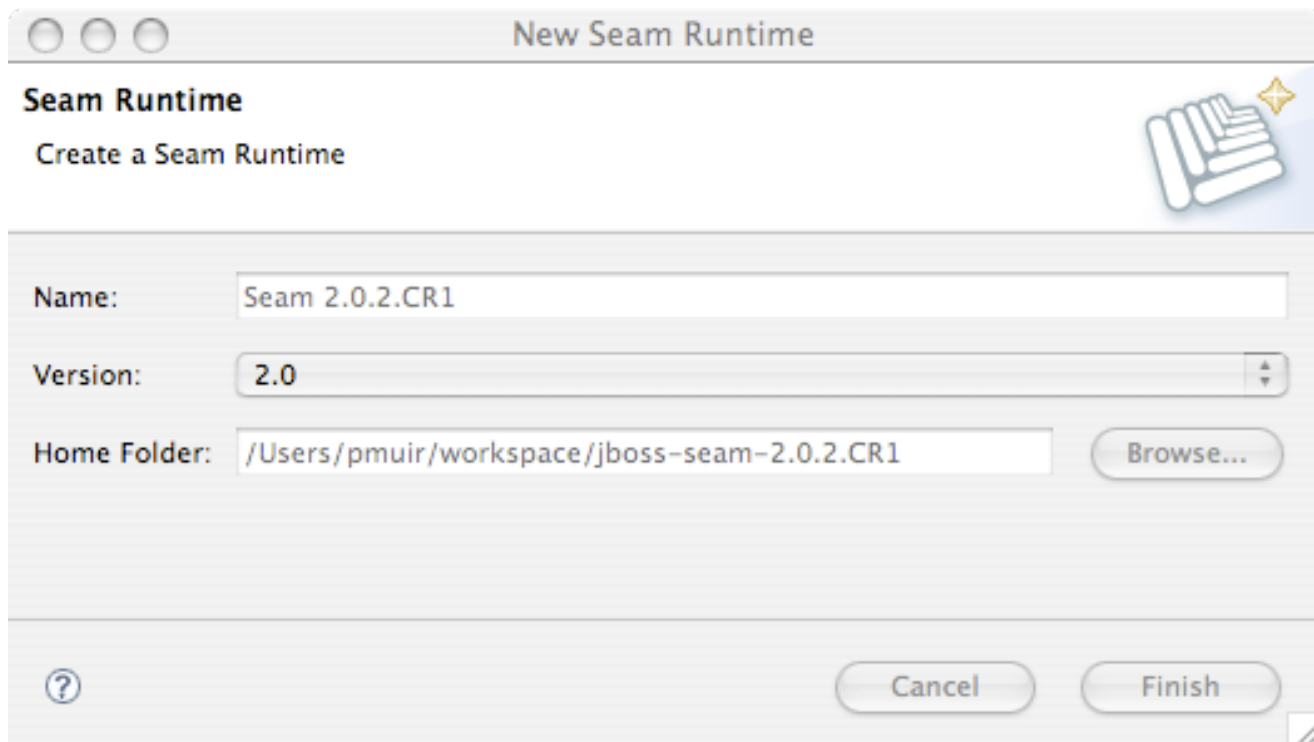 New Seam Runtime
Seam Runtime
Create a Seam Runtime
Name: Seam 2.0.2.CR1
Version: 2.0
Home Folder: /Users/pmuir/workspace/jboss-seam-2.0.2.CR1 Browse...
? Cancel Finish